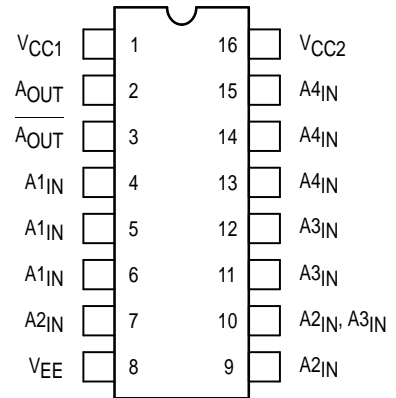 VCC1 1 16 VCC2
AOUT 2 15 A4IN
AOUT 3 14 A4IN
A1IN 4 13 A4IN
A1IN 5 12 A3IN
A1IN 6 11 A3IN
A2IN 7 10 A2IN, A3IN
VEE 8 9 A2IN